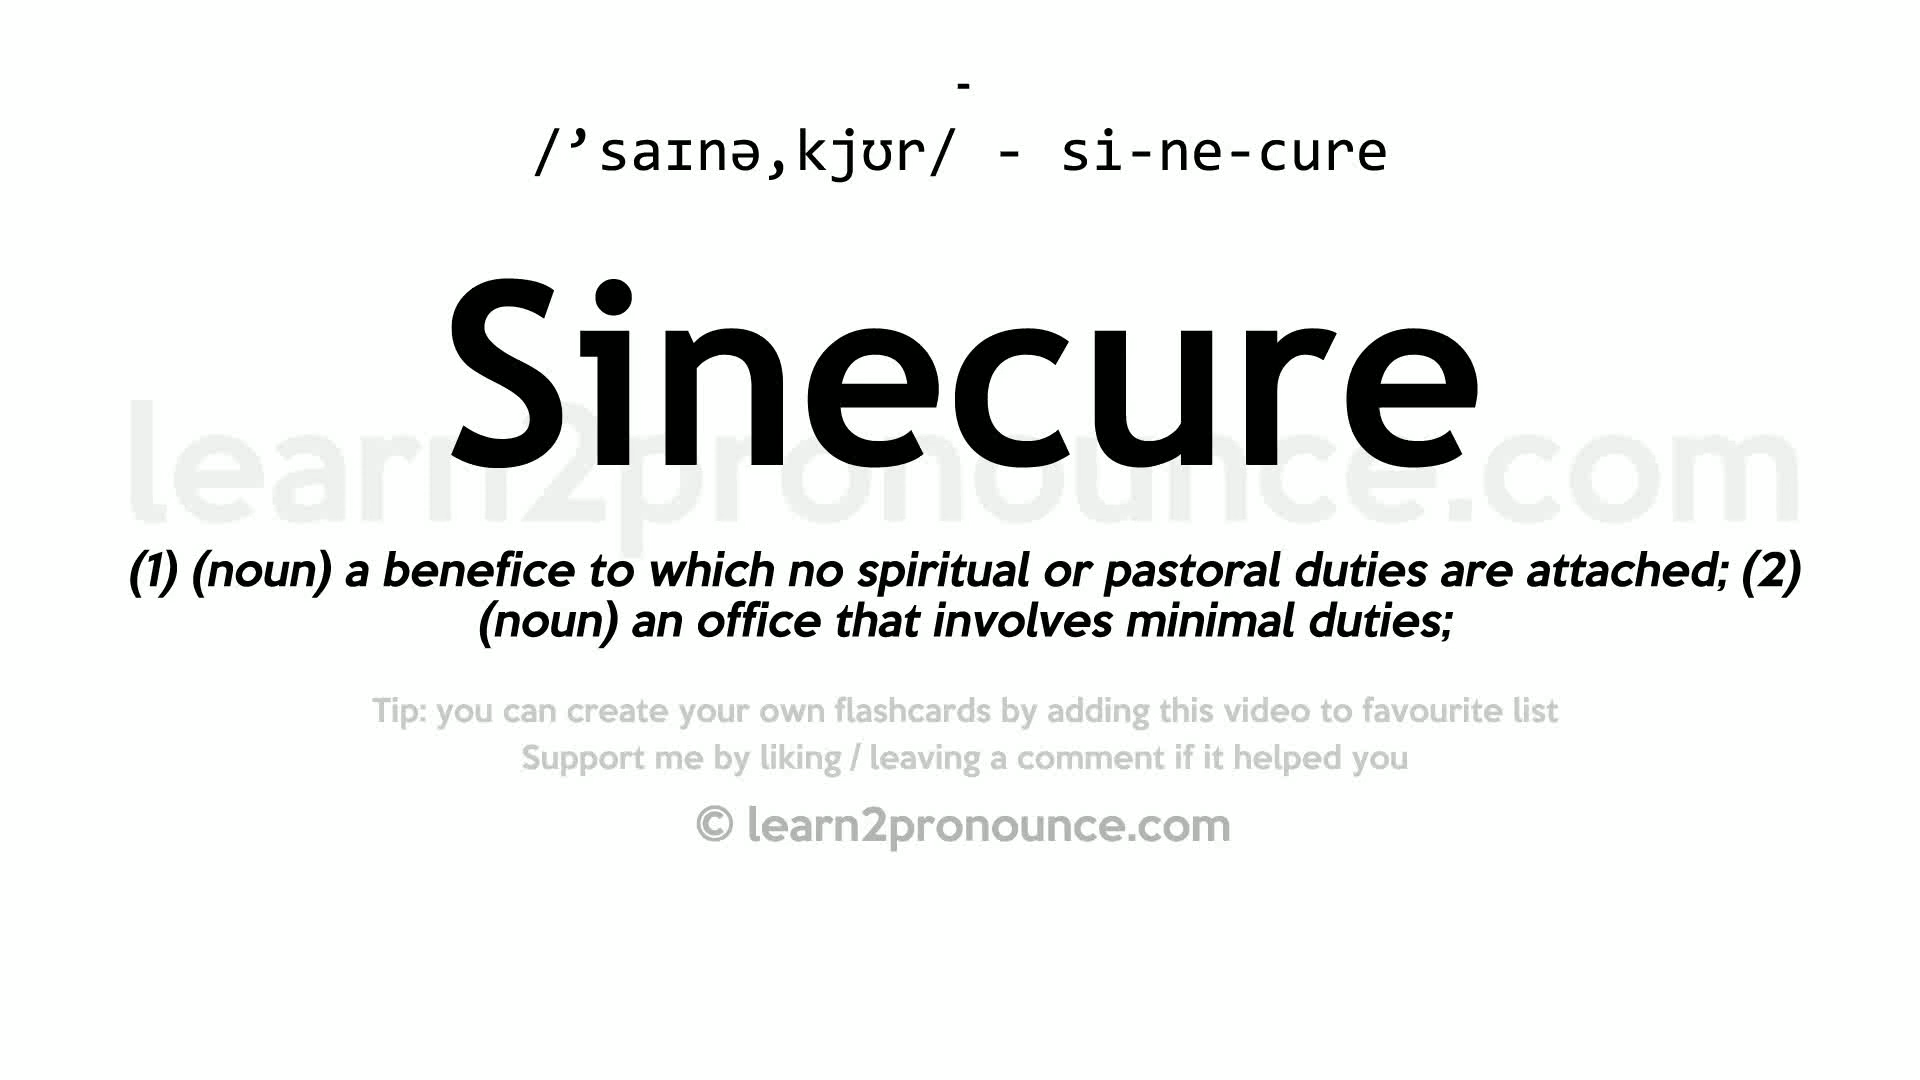 -
/’saɪnə,kjʊr/ - si-ne-cure
Sinecure
learn2pronounce.com
(1) (noun) a benefice to which no spiritual or pastoral duties are attached; (2)
(noun) an office that involves minimal duties;
Tip: you can create your own flashcards by adding this video to favourite list
Support me by liking / leaving a comment if it helped you
© learn2pronounce.com